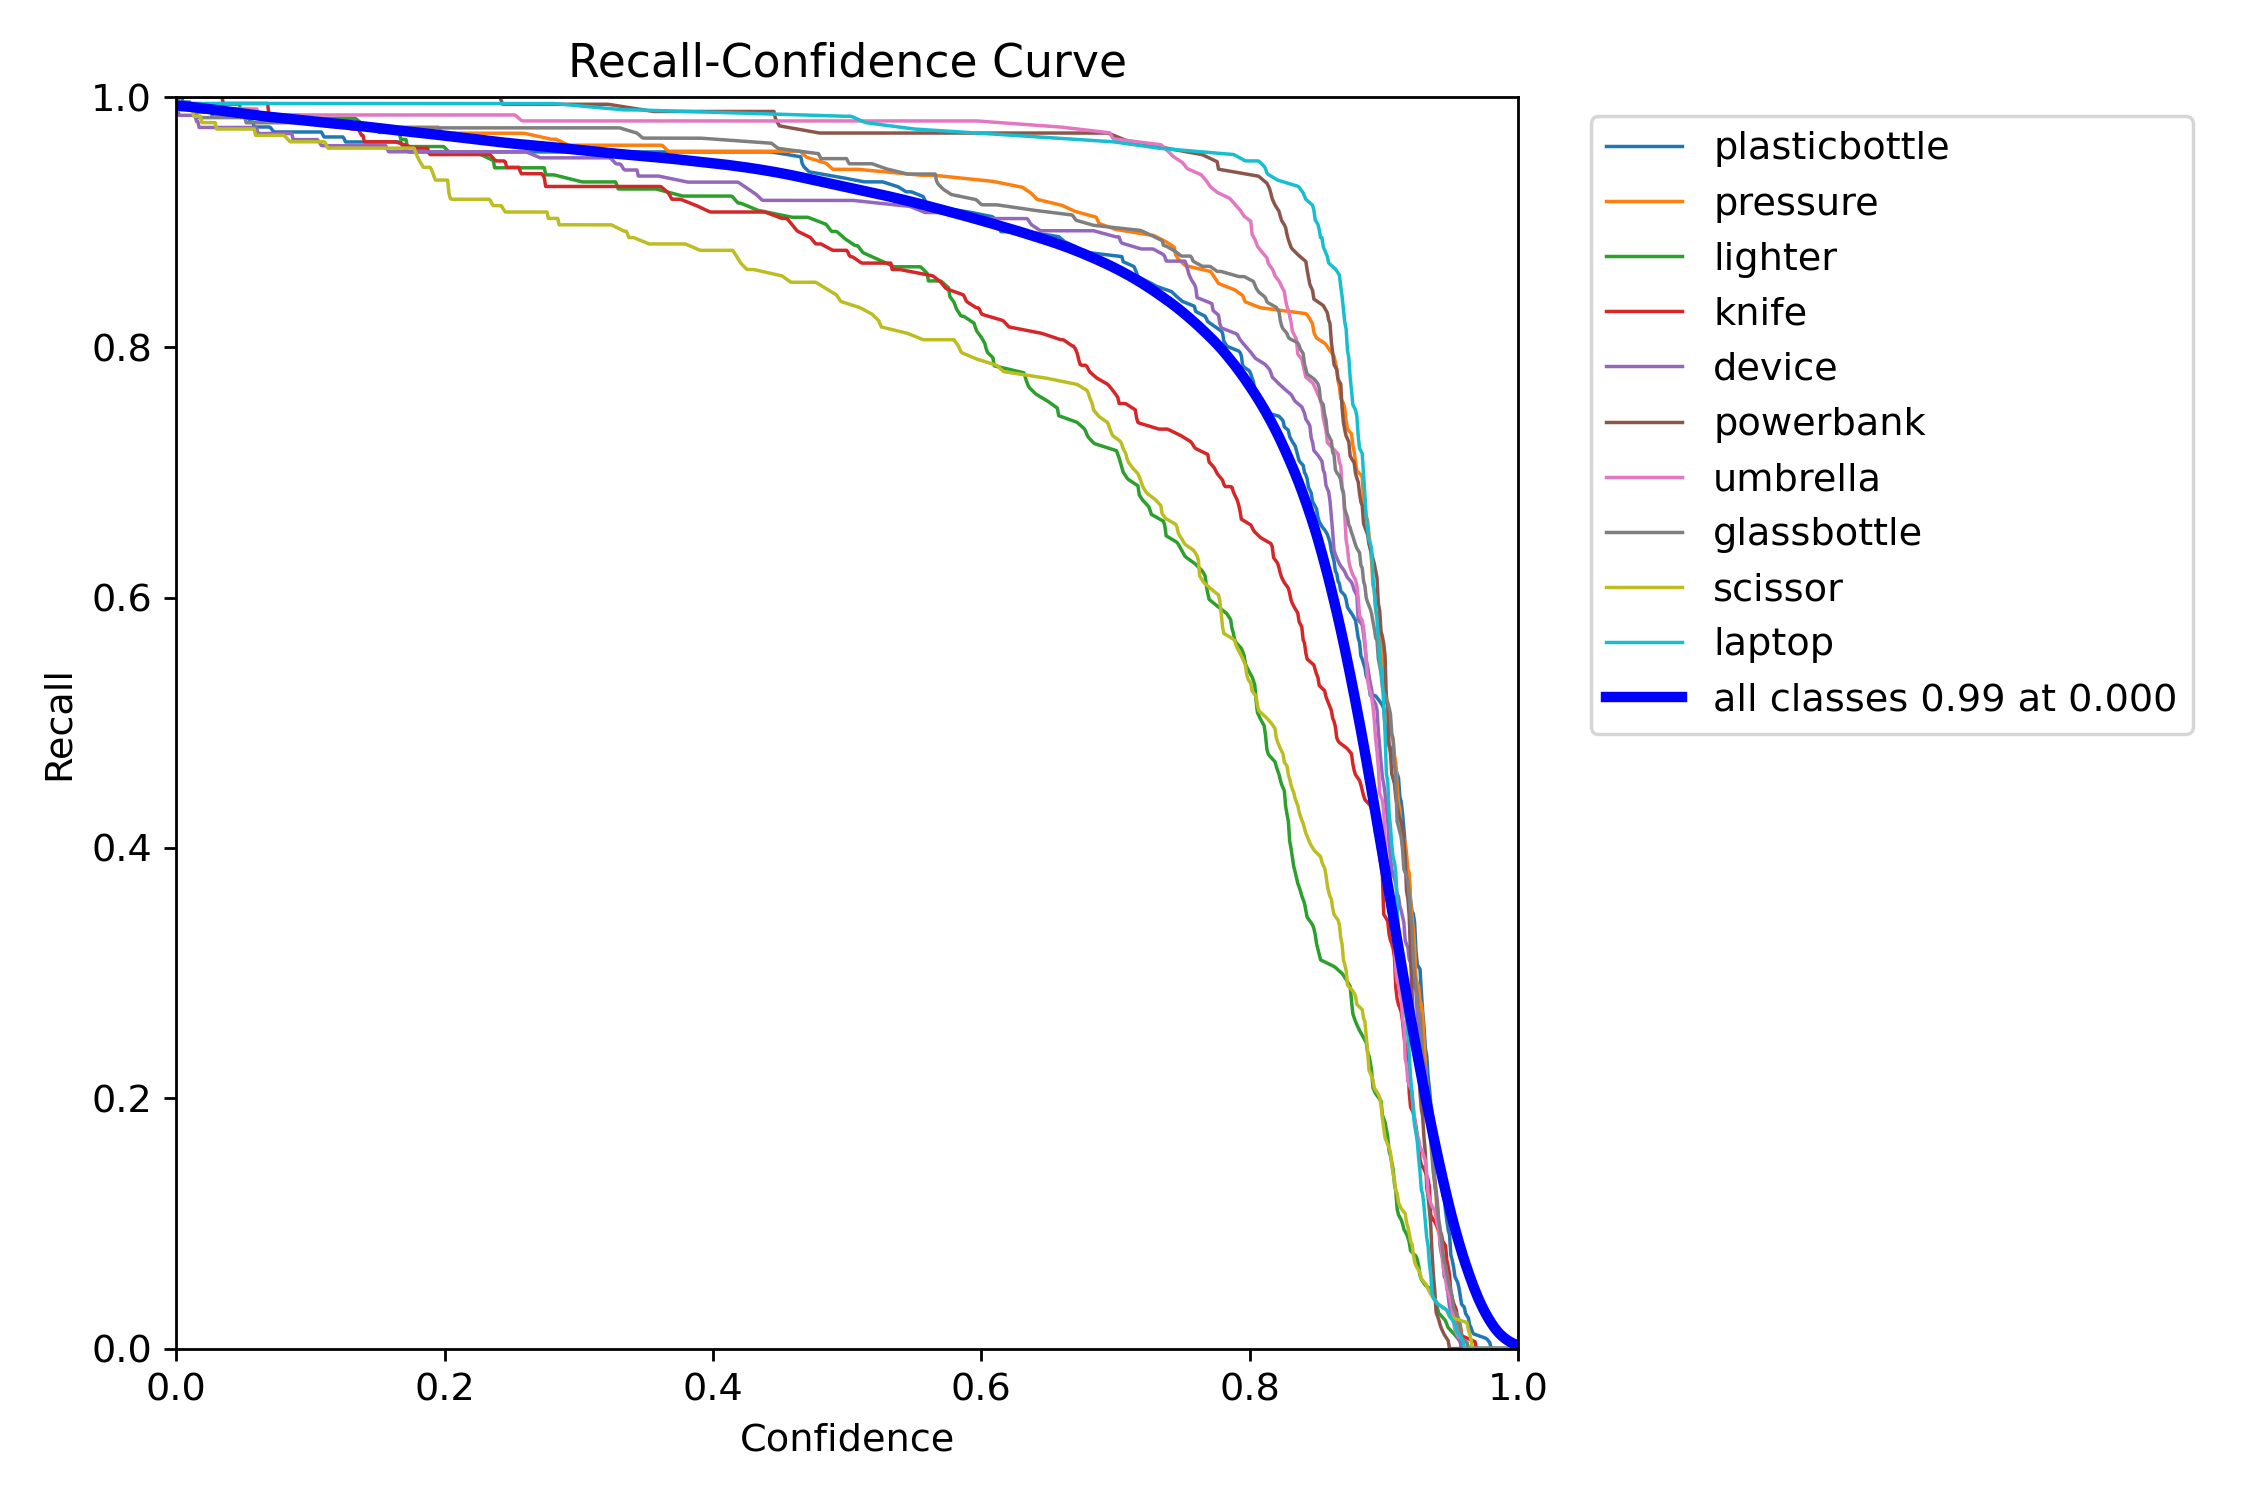 Recall-Confidence Curve
1.0
0.8
0.6
0.4
0.2
0.0
Recall
0.0 0.2 0.4 0.6 0.8 1.0
Confidence
plasticbottle
pressure
lighter
knife
device
powerbank
umbrella
glassbottle
scissor
laptop
all classes 0.99 at 0.000